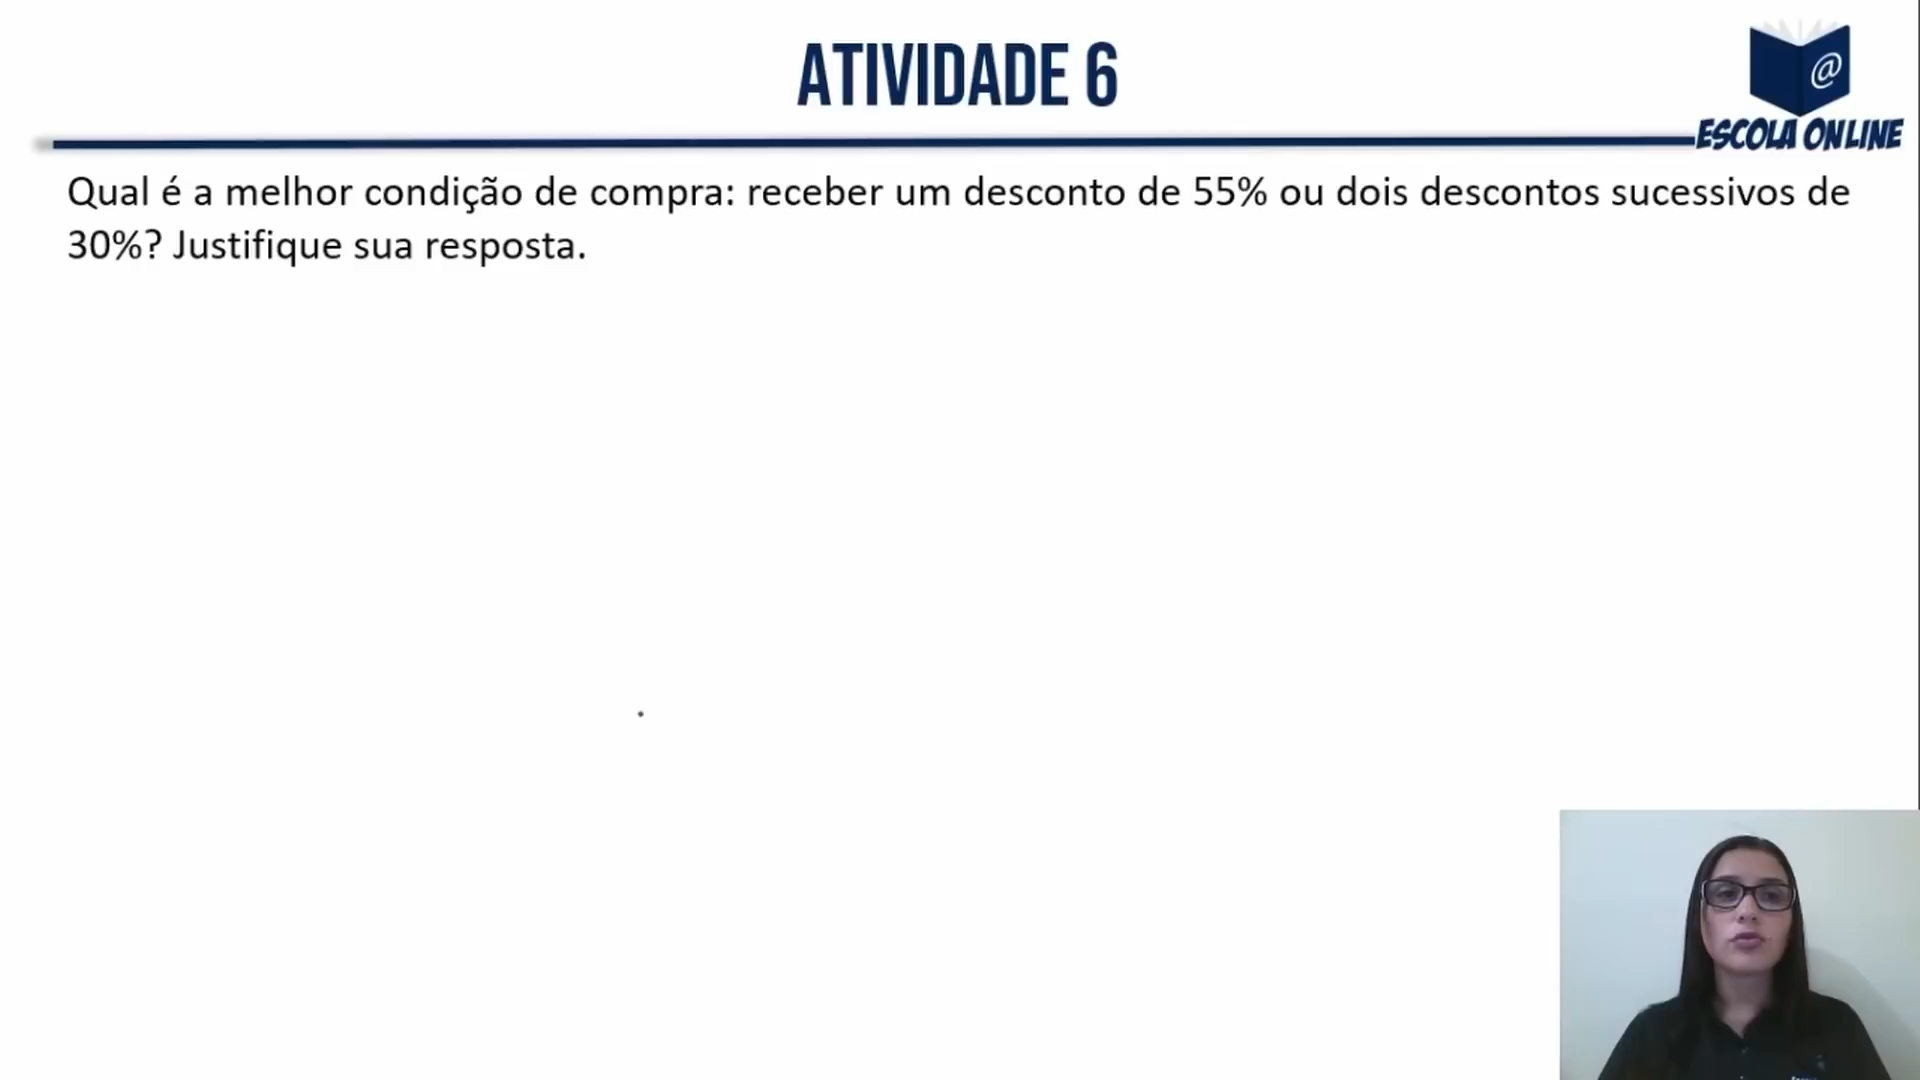 ATIVIDADE 6
@
ESCOLA ONLINE
Qual é a melhor condição de compra: receber um desconto de 55% ou dois descontos sucessivos de
30%? Justifique sua resposta.